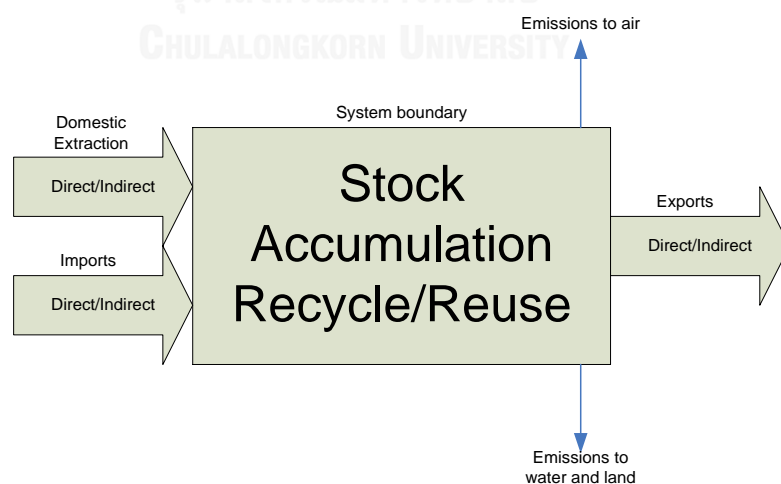 CHULALONGKORN UNIVERSITY
Emissions to air
System boundary
Domestic
Extraction
Direct/Indirect
Imports
Direct/Indirect
Stock
Accumulation
Recycle/Reuse
Exports
Direct/Indirect
Emissions to
water and land